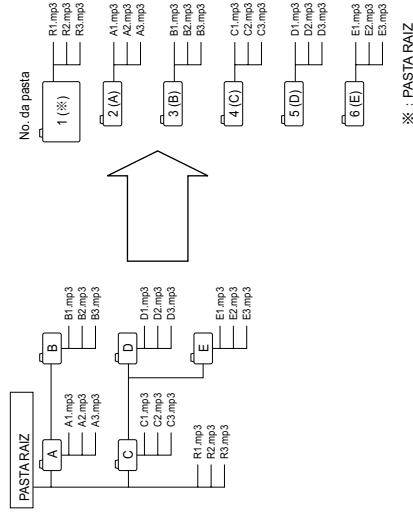 PASTA RAIZ
A
A1.mp3
A2.mp3
A3.mp3
B
B1.mp3
B2.mp3
B3.mp3
C
C1.mp3
C2.mp3
C3.mp3
D
D1.mp3
D2.mp3
D3.mp3
E
E1.mp3
E2.mp3
E3.mp3
R1.mp3
R2.mp3
R3.mp3
No. da pasta
1 (※)
R1.mp3
R2.mp3
R3.mp3
2 (A)
A1.mp3
A2.mp3
A3.mp3
3 (B)
B1.mp3
B2.mp3
B3.mp3
4 (C)
C1.mp3
C2.mp3
C3.mp3
5 (D)
D1.mp3
D2.mp3
D3.mp3
6 (E)
E1.mp3
E2.mp3
E3.mp3
※ : PASTA RAIZ